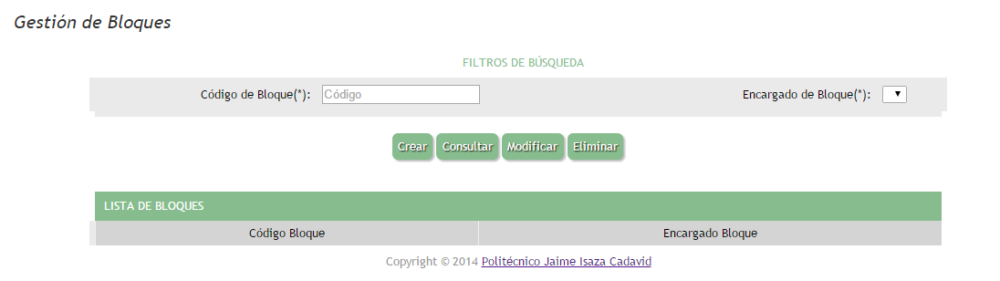 Gestión de Bloques
FILTROS DE BÚSQUEDA
Código de Bloque(*): Código Encargado de Bloque(*):
Crear Consultar Modificar Eliminar
LISTA DE BLOQUES
Código Bloque Encargado Bloque
Copyright © 2014 Politécnico Jaime Isaza Cadavid